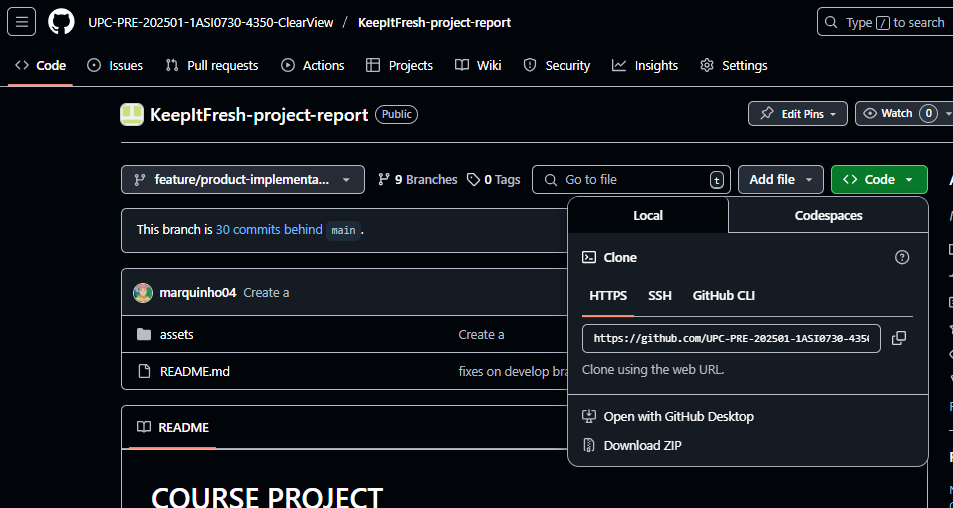 UPC-PRE-202501-1ASI0730-4350-ClearView / KeepItFresh-project-report
Type / to search
Code Issues Pull requests Actions Projects Wiki Security Insights Settings
KeepItFresh-project-report Public
Edit Pins Watch 0
feature/product-implementa... 9 Branches 0 Tags Go to file t Add file Code
Local Codespaces
This branch is 30 commits behind main .
Clone
marquinho04 Create a
HTTPS SSH GitHub CLI
assets Create a
https://github.com/UPC-PRE-202501-1ASI0730-435
README.md fixes on develop bra
Clone using the web URL.
Open with GitHub Desktop
README
Download ZIP
COURSE PROJECT